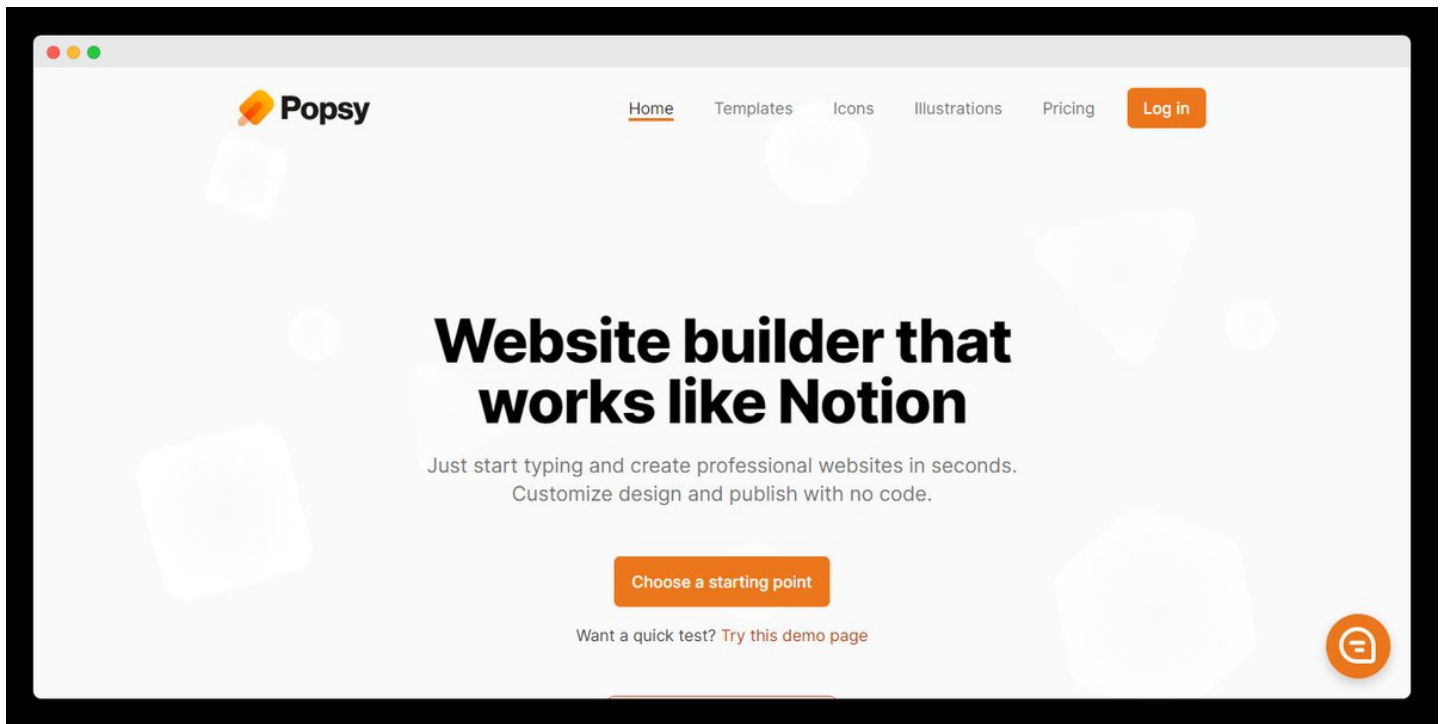 Popsy
Home Templates Icons Illustrations Pricing Log in
Website builder that
works like Notion
Just start typing and create professional websites in seconds.
Customize design and publish with no code.
Choose a starting point
Want a quick test? Try this demo page